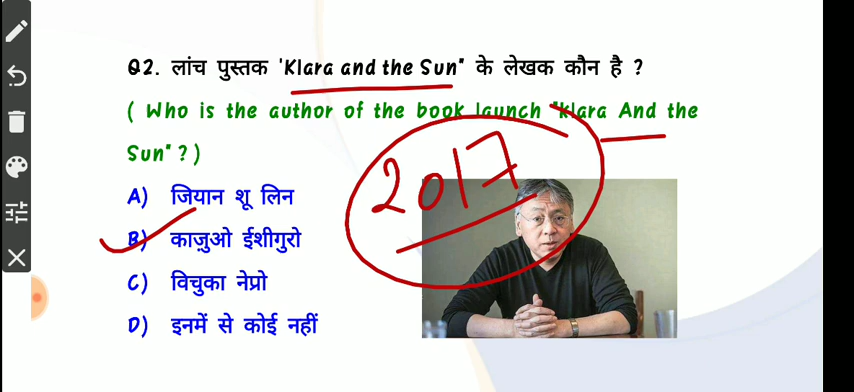 Q2. लांच पुस्तक 'Klara and the Sun" के लेखक कौन है ?
( Who is the author of the book launch "klara And the
Sun" ? )
2017
A) जियान शू लिन
B) काजुओ ईशीगुरो
C) विचुका नेप्रो
D) इनमें से कोई नहीं